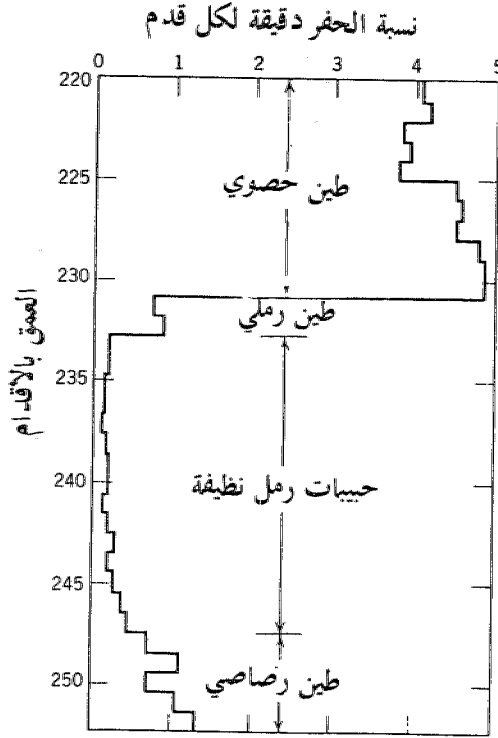 نسبة الحفر دقيقة لكل قدم
0 1 2 3 4 5
220
225
230
235
240
245
250
العمق بالأقدام
طين حصوي
طين رملي
حبيبات رمل نظيفة
طين رصاصي